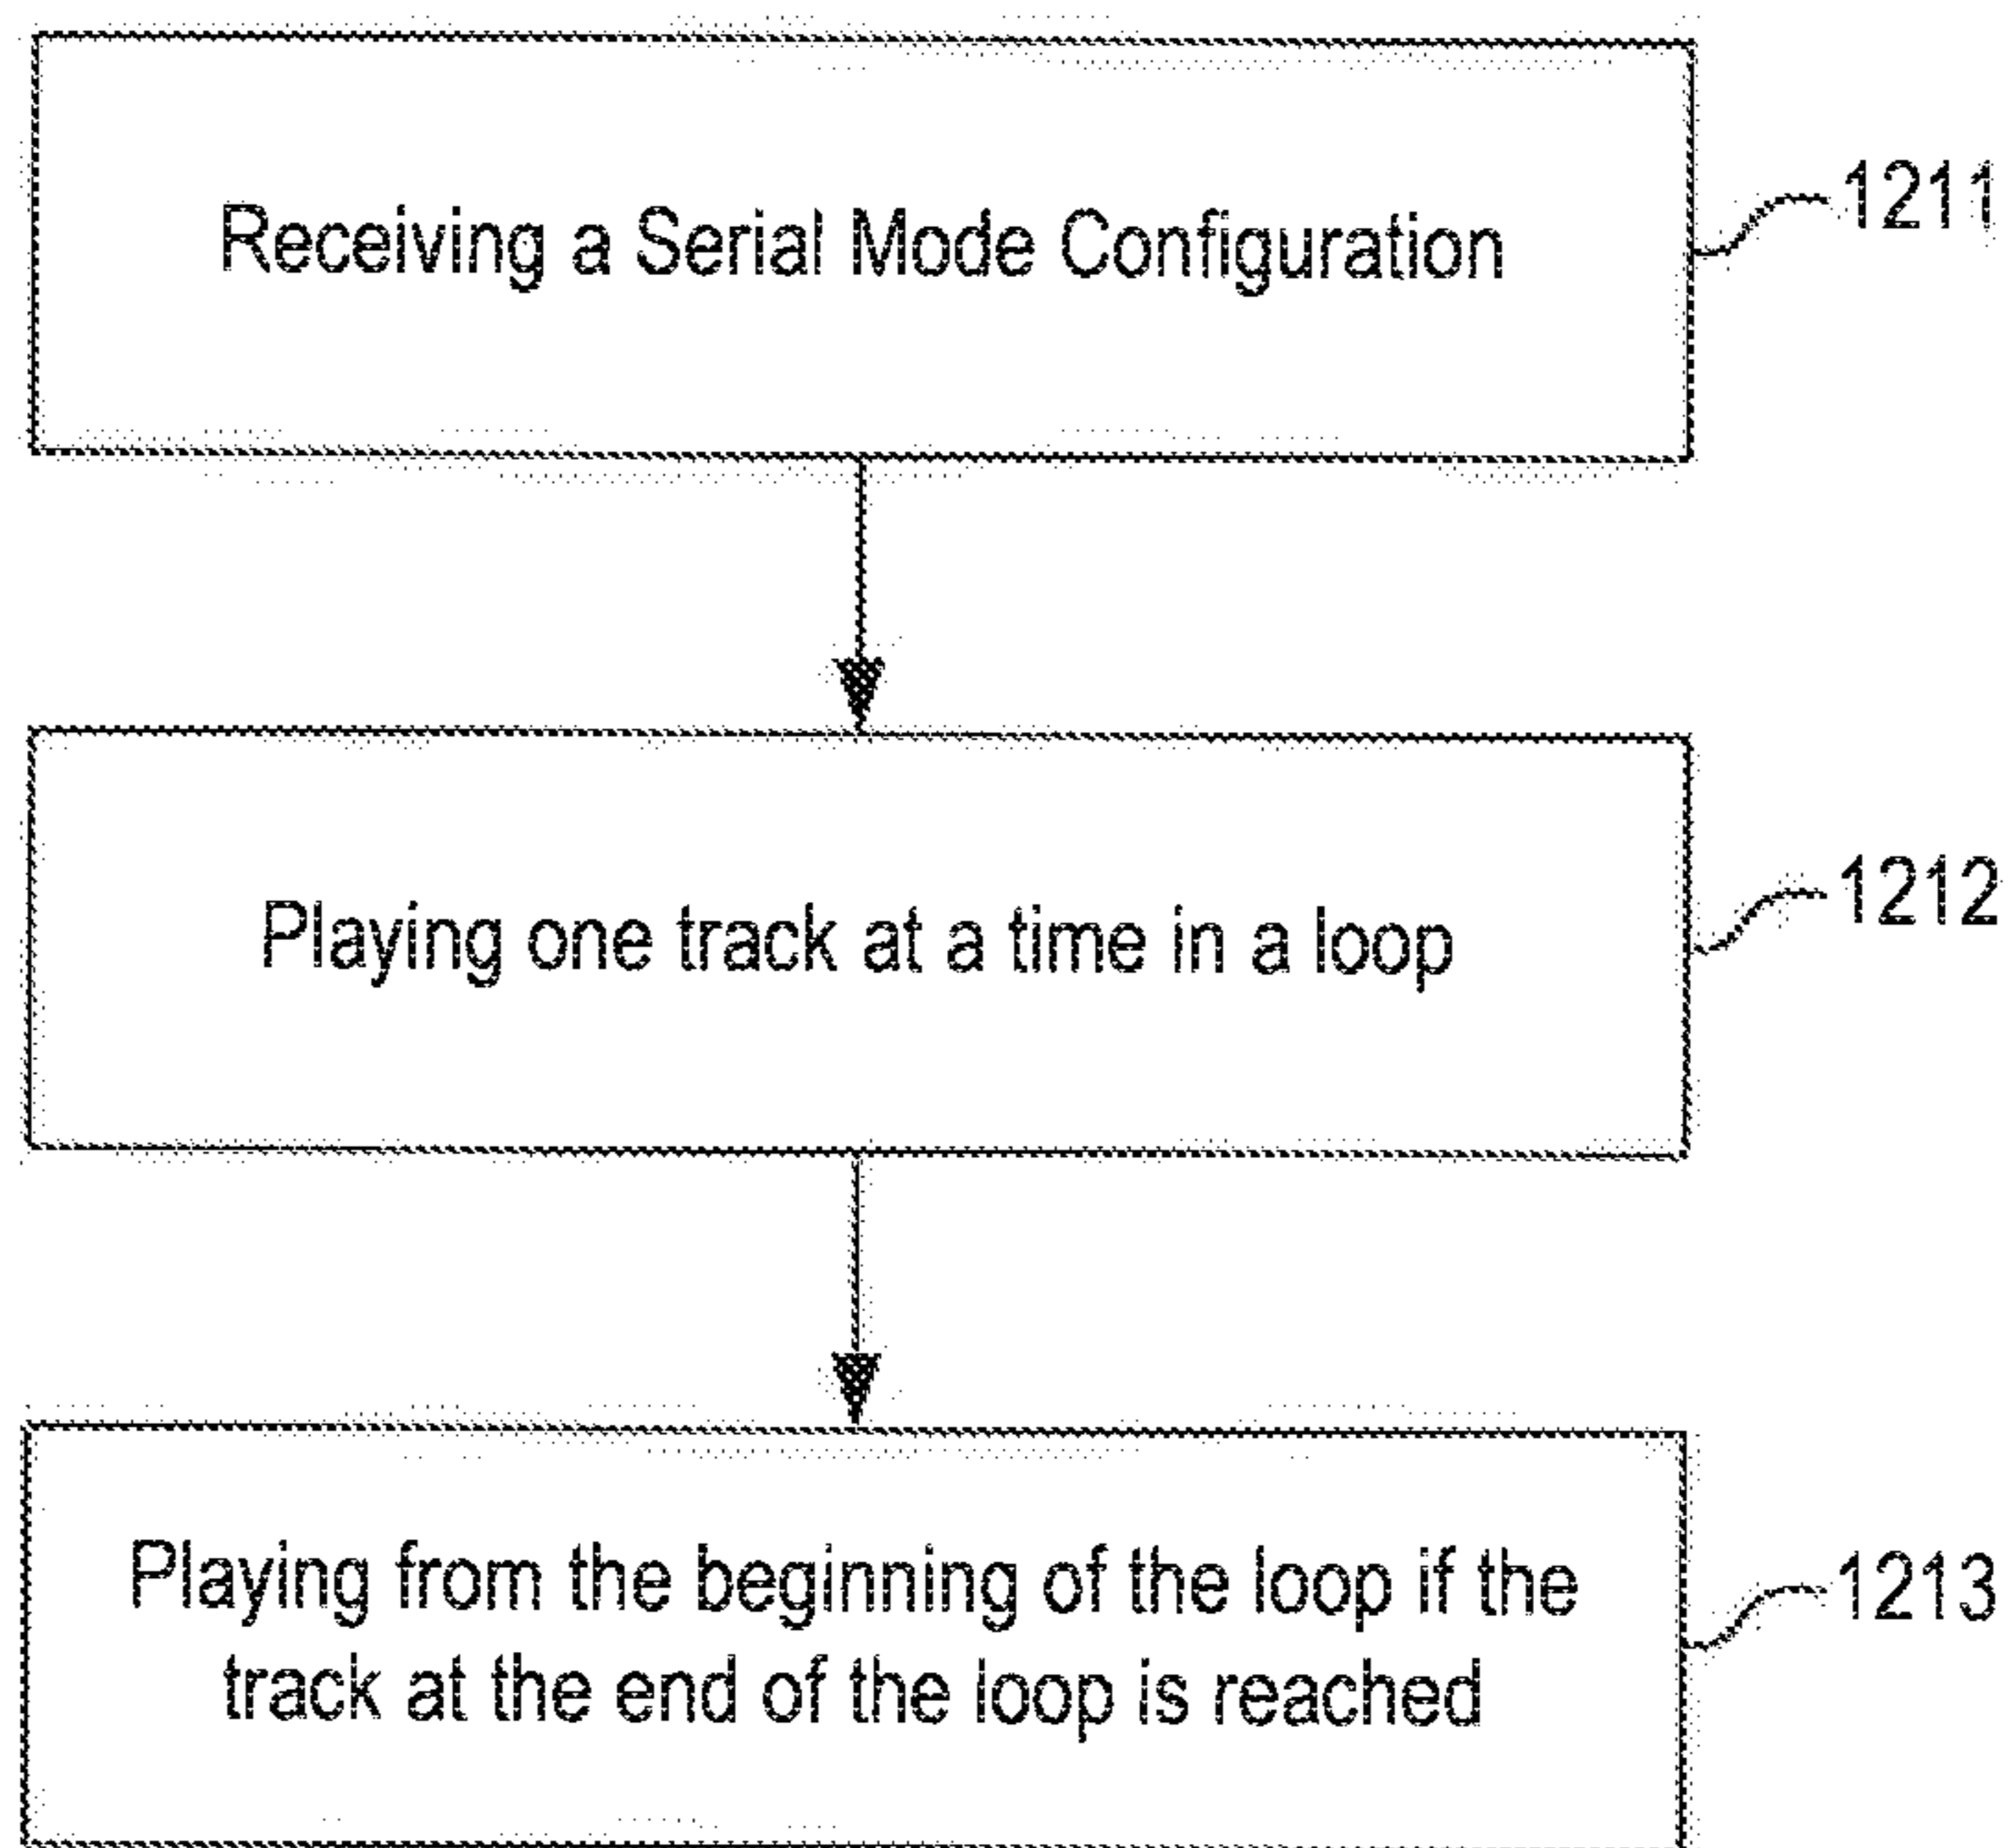 Receiving a Serial Mode Configuration
1211
Playing one track at a time in a loop
1212
Playing from the beginning of the loop if the
track at the end of the loop is reached
1213